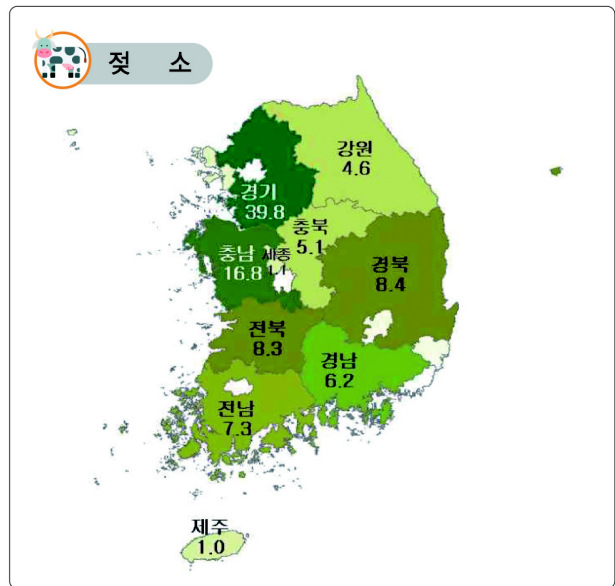 젖 소
강원
4.6
경기
39.8
충북
5.1
세종
1.1
충남
16.8
경북
8.4
전북
8.3
경남
6.2
전남
7.3
제주
1.0